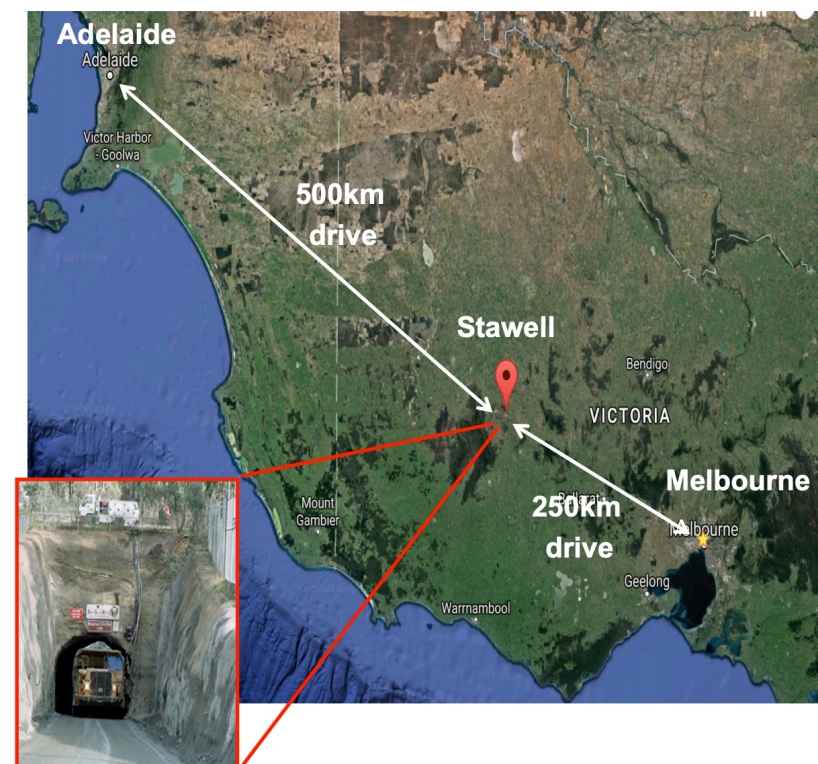 Adelaide
Adelaide
Victor Harbor
- Goolwa
500km
drive
Stawell
Bendigo
VICTORIA
Melbourne
Ballarat
250km
drive
Melbourne
Mount
Gambier
Geelong
Warrnambool